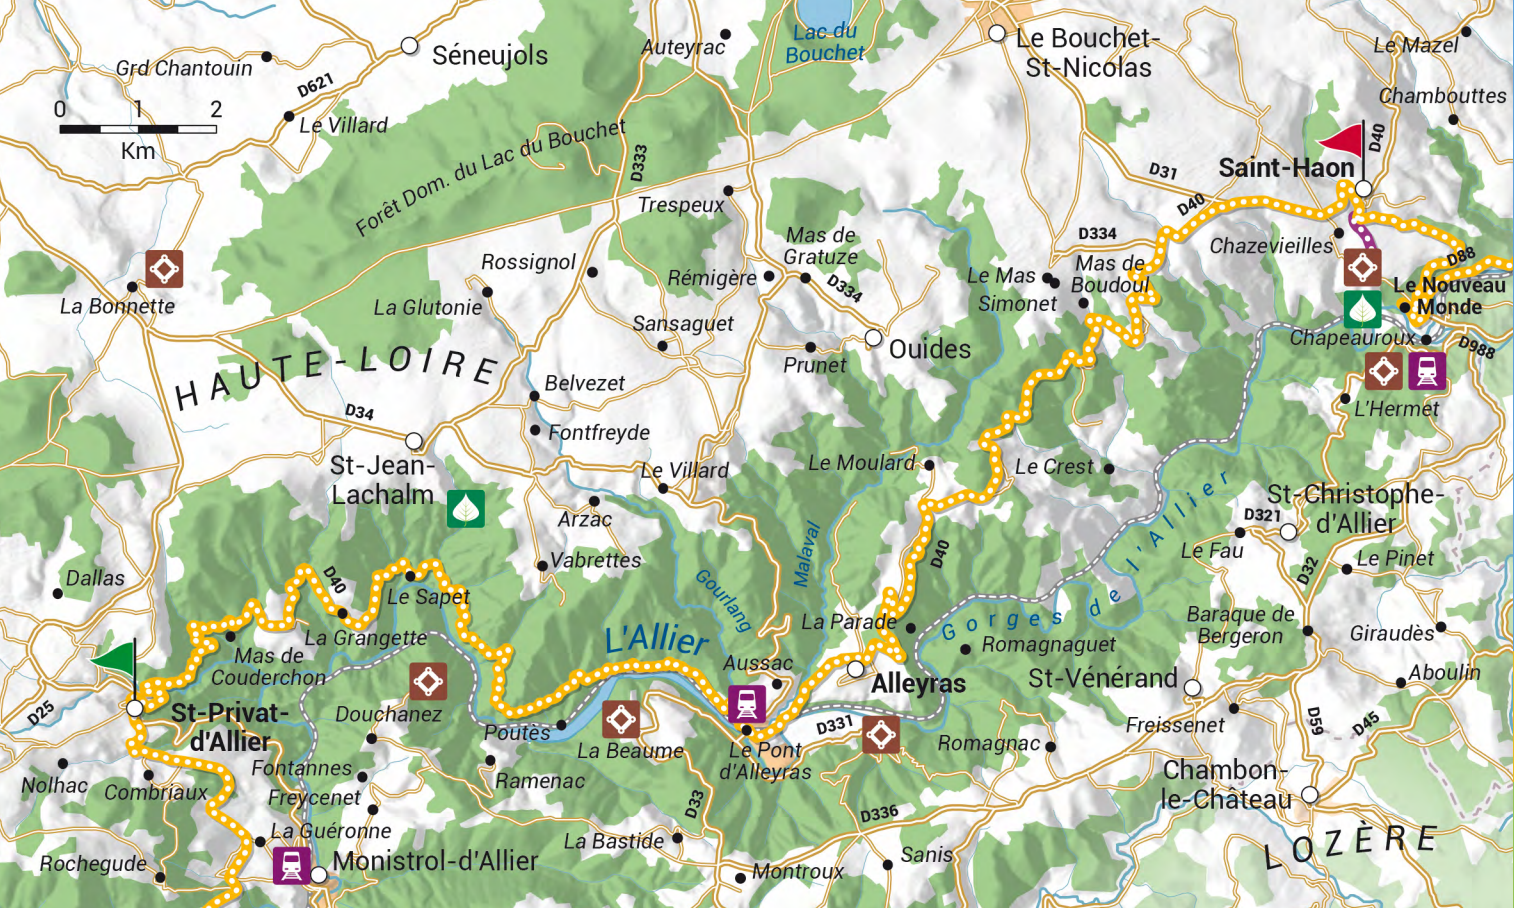 Séneujols
Grd Chantouin
D621
Le Villard
0 1 2
Km
Auteyrac
Lac du
Bouchet
Le Bouchet-
St-Nicolas
Le Mazel
Chambouttes
D40
Saint-Haon
D31
D40
Forêt Dom. du Lac du Bouchet
D333
Trespeux
Mas de
Gratuze
D334
Chazevieilles
D88
Rossignol
Rémigère
D334
Le Mas
Mas de
Boudoul
Simonet
Le Nouveau
Monde
La Bonnette
La Glutonie
Sansaguet
Prunet
Ouides
Chapeauroux
D988
HAUTE-LOIRE
Belvezet
L'Hermet
D34
Fontfreyde
St-Jean-
Lachalm
Le Villard
Le Moulard
Le Crest
Arzac
St-Christophe-
d'Allier
D321
Vabrettes
Malaval
D40
Gorges de l'Allier
Le Fau
D32
Le Pinet
Dallas
D40
Le Sapet
Gourlang
La Grangette
La Parade
Baraque de
Bergeron
Giraudès
Mas de
Couderchon
L'Allier
Romagnaguet
Aussac
Alleyras
St-Vénérand
Aboulin
D25
St-Privat-
d'Allier
Douchanez
Poutès
La Beaume
Le Pont
d'Alleyras
D331
Romagnac
Freissenet
D59
D45
Nolhac
Combriaux
Fontannes
Freycenet
Ramenac
D33
D336
Chambon-
le-Château
La Guéronne
La Bastide
Rochegude
Monistrol-d'Allier
Montroux
Sanis
LOZÈRE